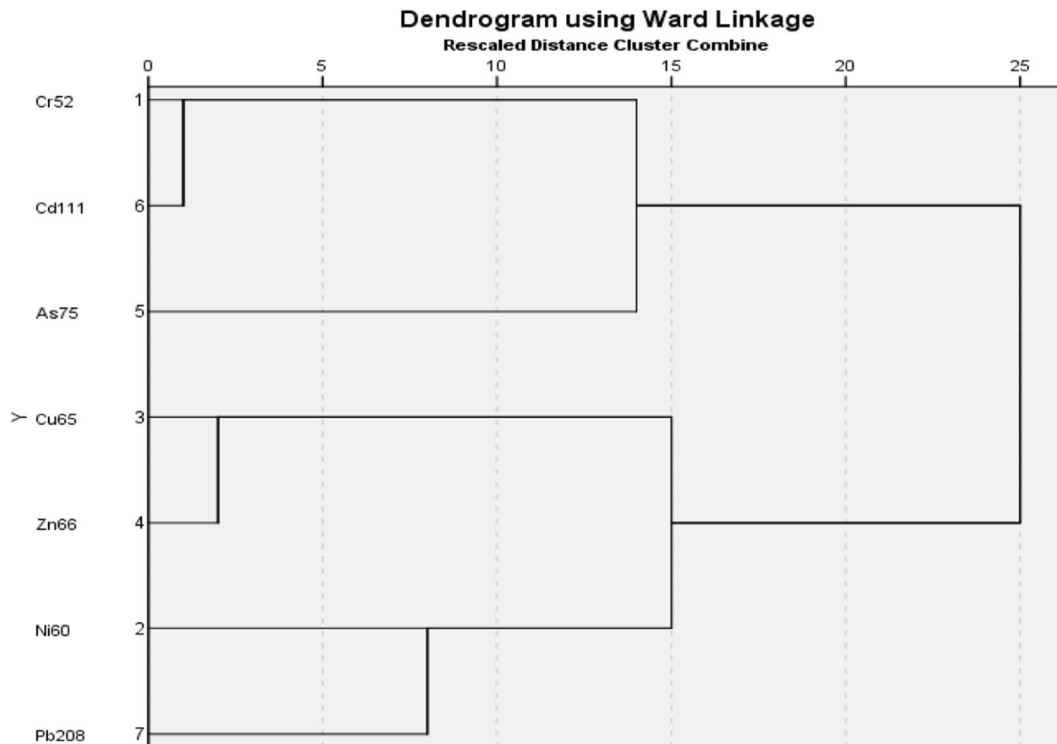 Dendrogram using Ward Linkage
Rescaled Distance Cluster Combine
0 5 10 15 20 25
Cr52 1
Cd111 6
As75 5
Y
Cu65 3
Zn66 4
Ni60 2
Pb208 7